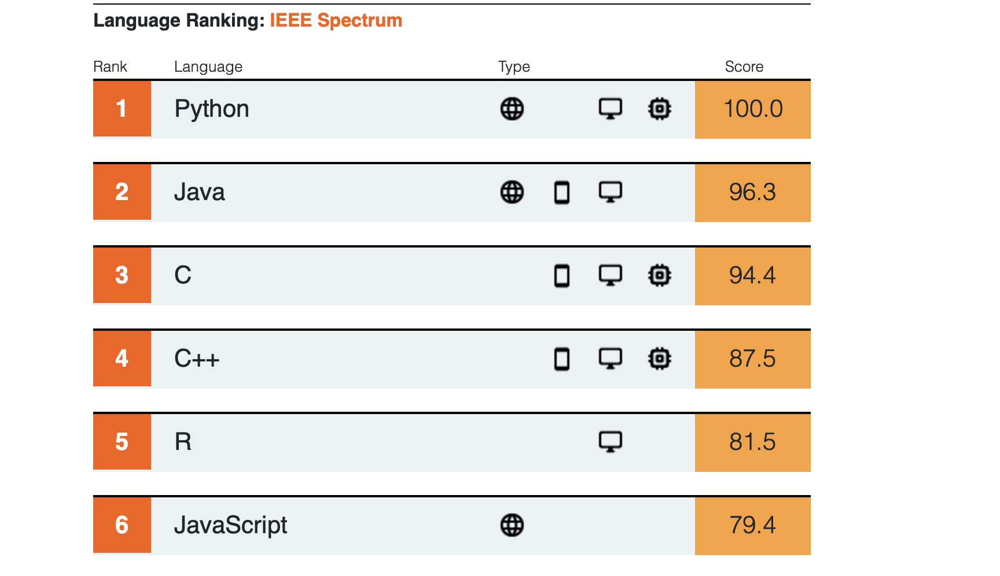 Language Ranking: IEEE Spectrum
Rank Language Type Score
1 Python 100.0
2 Java 96.3
3 C 94.4
4 C++ 87.5
5 R 81.5
6 JavaScript 79.4